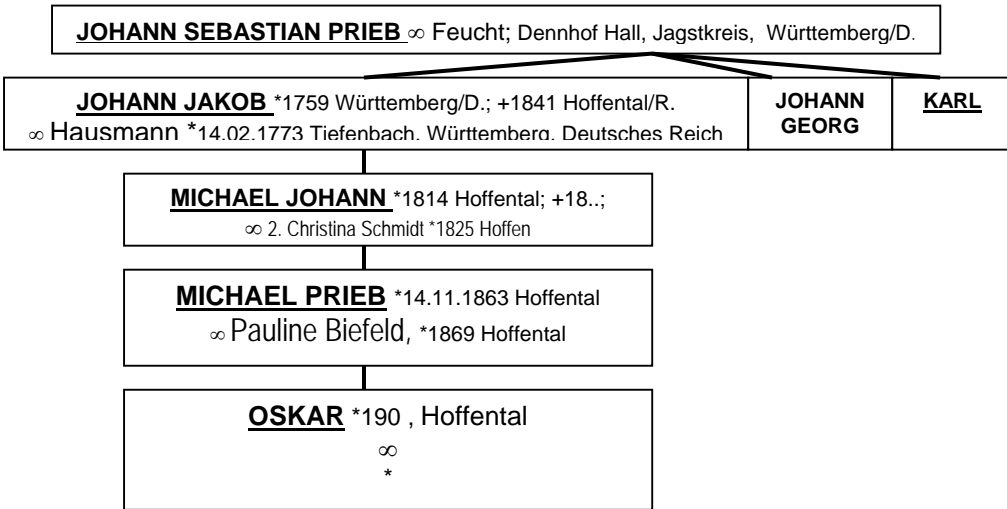 JOHANN SEBASTIAN PRIEB ∞ Feucht; Dennhof Hall, Jagstkreis, Württemberg/D.
JOHANN JAKOB *1759 Württemberg/D.; +1841 Hoffental/R.
∞ Hausmann *14.02.1773 Tiefenbach, Württemberg, Deutsches Reich
JOHANN
GEORG
KARL
MICHAEL JOHANN *1814 Hoffental; +18..;
∞ 2. Christina Schmidt *1825 Hoffen
MICHAEL PRIEB *14.11.1863 Hoffental
∞ Pauline Biefeld, *1869 Hoffental
OSKAR *190 , Hoffental
∞
*